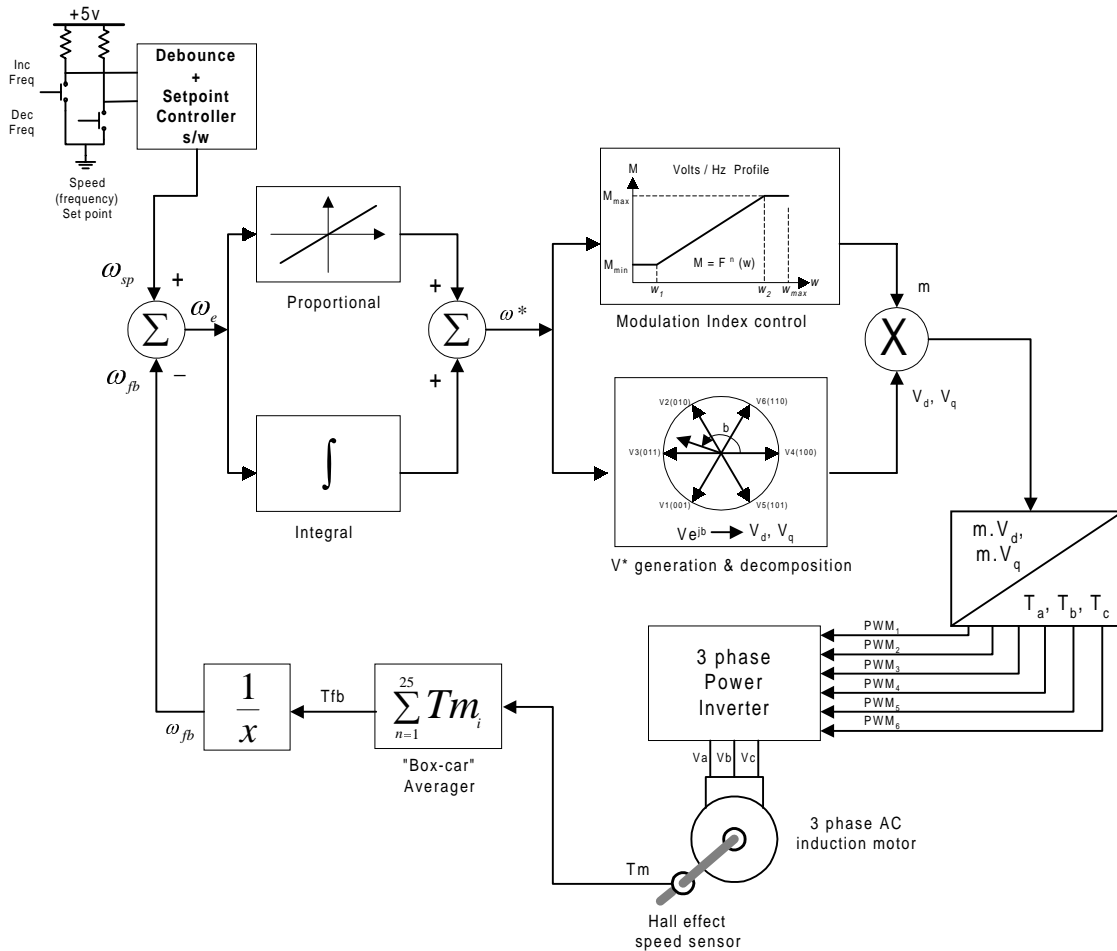 +5v
Inc
Freq
Dec
Freq
Debounce
+
Setpoint
Controller
s/w
Speed
(frequency)
Set point
ω_sp
+
ω_e
Σ
ω_fb
−
Proportional
∫
Integral
+
Σ
+
ω*
Volts / Hz Profile
M
M_max
M_min
M = F^n (w)
w_1
w_2
w_max
w
Modulation Index control
m
X
V_d, V_q
V2(010)
V6(110)
b
V3(011)
V4(100)
V1(001)
V5(101)
Ve^jb V_d, V_q
V* generation & decomposition
m.V_d,
m.V_q
T_a, T_b, T_c
PWM_1
PWM_2
PWM_3
PWM_4
PWM_5
PWM_6
3 phase
Power
Inverter
Va Vb Vc
3 phase AC
induction motor
Tm
Hall effect
speed sensor
25
Σ Tm_i
n=1
"Box-car"
Averager
Tfb
1
x
ω_fb